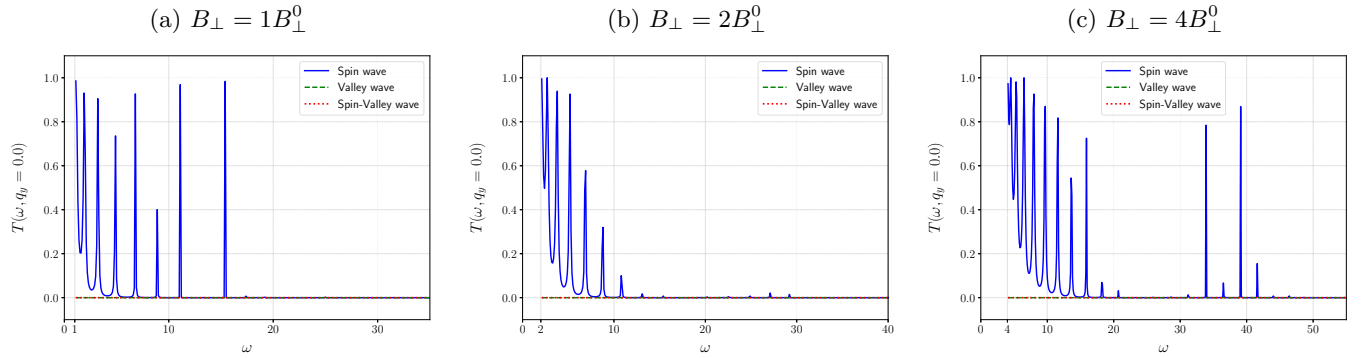 (a) B⊥ = 1B⊥⁰
1.0
0.8
0.6
0.4
0.2
0.0
T(ω, q_y = 0.0)
Spin wave
Valley wave
Spin-Valley wave
0 1 10 20 30
ω
(b) B⊥ = 2B⊥⁰
1.0
0.8
0.6
0.4
0.2
0.0
T(ω, q_y = 0.0)
Spin wave
Valley wave
Spin-Valley wave
0 2 10 20 30 40
ω
(c) B⊥ = 4B⊥⁰
1.0
0.8
0.6
0.4
0.2
0.0
T(ω, q_y = 0.0)
Spin wave
Valley wave
Spin-Valley wave
0 4 10 20 30 40 50
ω